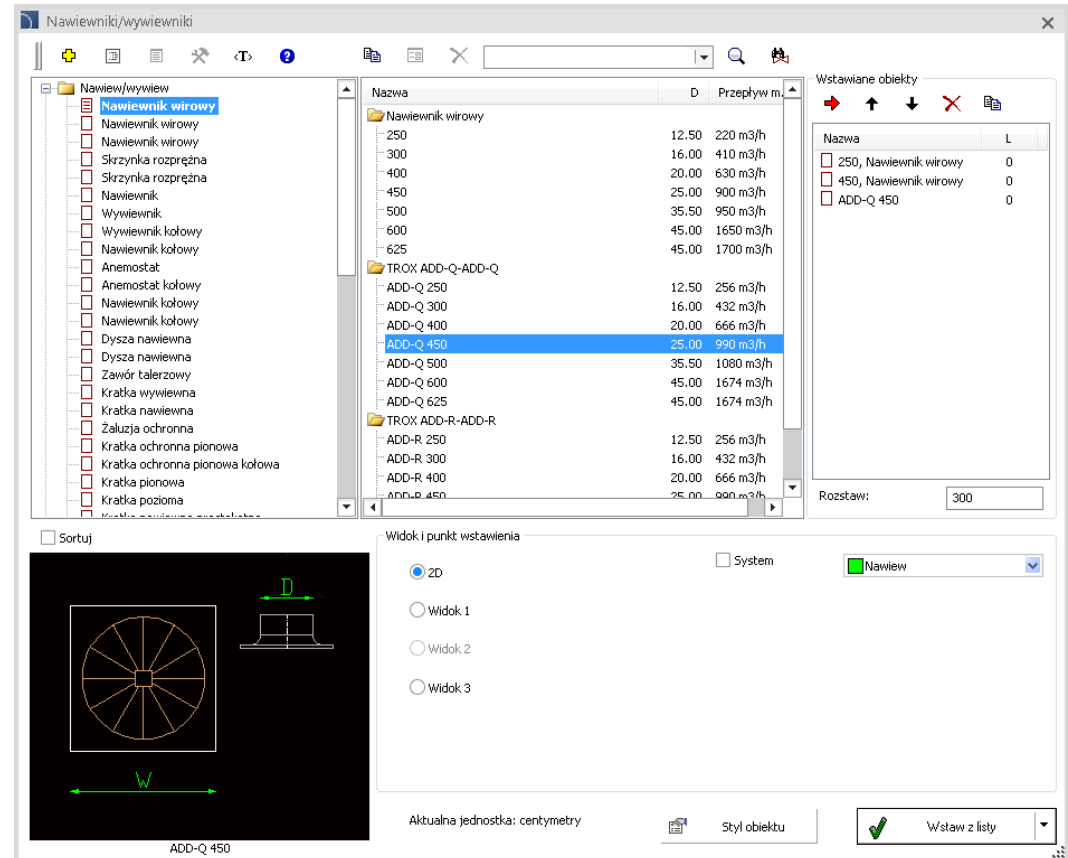 Nawiewniki/wywiewniki
<T>
Nawiew/wywiew
Nawiewnik wirowy
Nawiewnik wirowy
Nawiewnik wirowy
Skrzynka rozprężna
Skrzynka rozprężna
Nawiewnik
Wywiewnik
Wywiewnik kołowy
Nawiewnik kołowy
Anemostat
Anemostat kołowy
Nawiewnik kołowy
Nawiewnik kołowy
Dysza nawiewna
Dysza nawiewna
Zawór talerzowy
Kratka wywiewna
Kratka nawiewna
Żaluzja ochronna
Kratka ochronna pionowa
Kratka ochronna pionowa kołowa
Kratka pionowa
Kratka pozioma
Nazwa D Przepływ m.
Nawiewnik wirowy
250 12.50 220 m3/h
300 16.00 410 m3/h
400 20.00 630 m3/h
450 25.00 900 m3/h
500 35.50 950 m3/h
600 45.00 1650 m3/h
625 45.00 1700 m3/h
TROX ADD-Q-ADD-Q
ADD-Q 250 12.50 256 m3/h
ADD-Q 300 16.00 432 m3/h
ADD-Q 400 20.00 666 m3/h
ADD-Q 450 25.00 990 m3/h
ADD-Q 500 35.50 1080 m3/h
ADD-Q 600 45.00 1674 m3/h
ADD-Q 625 45.00 1674 m3/h
TROX ADD-R-ADD-R
ADD-R 250 12.50 256 m3/h
ADD-R 300 16.00 432 m3/h
ADD-R 400 20.00 666 m3/h
ADD-R 450 25.00 990 m3/h
Wstawiane obiekty
Nazwa L
250, Nawiewnik wirowy 0
450, Nawiewnik wirowy 0
ADD-Q 450 0
Rozstaw: 300
Sortuj
D
W
ADD-Q 450
Widok i punkt wstawienia
2D
Widok 1
Widok 2
Widok 3
System
Nawiew
Aktualna jednostka: centymetry
Styl obiektu
Wstaw z listy